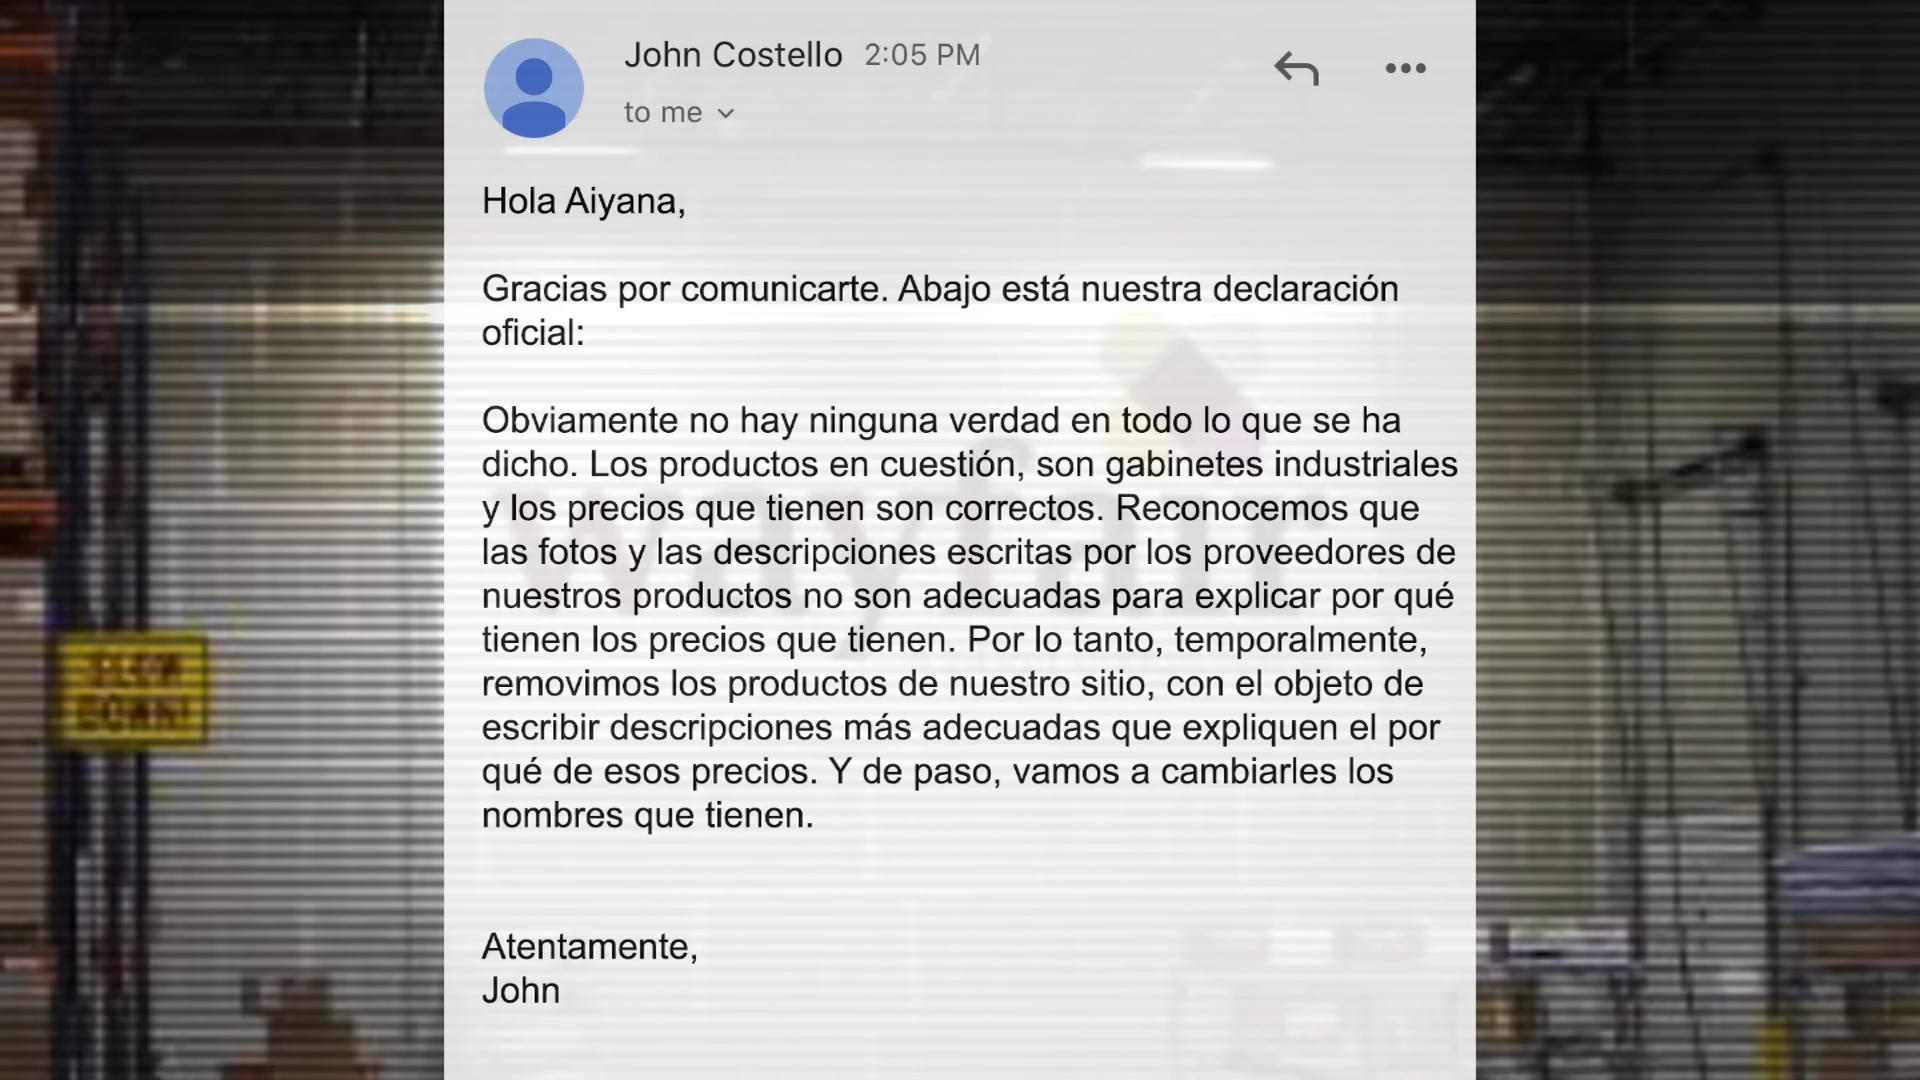 John Costello 2:05 PM
to me
Hola Aiyana,
Gracias por comunicarte. Abajo está nuestra declaración
oficial:
Obviamente no hay ninguna verdad en todo lo que se ha
dicho. Los productos en cuestión, son gabinetes industriales
y los precios que tienen son correctos. Reconocemos que
las fotos y las descripciones escritas por los proveedores de
nuestros productos no son adecuadas para explicar por qué
tienen los precios que tienen. Por lo tanto, temporalmente,
removimos los productos de nuestro sitio, con el objeto de
escribir descripciones más adecuadas que expliquen el por
qué de esos precios. Y de paso, vamos a cambiarles los
nombres que tienen.
Atentamente,
John
wayfair